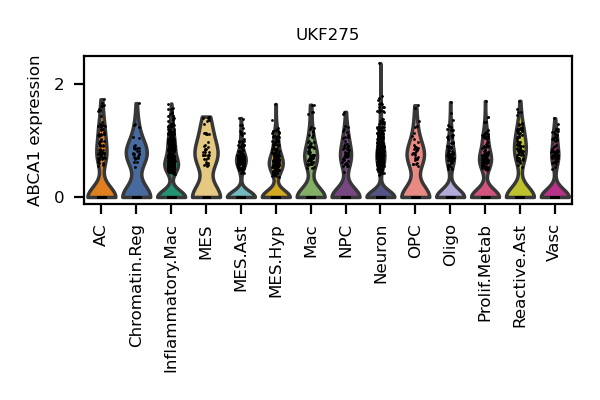 UKF275
ABCA1 expression
2
0
AC
Chromatin.Reg
Inflammatory.Mac
MES
MES.Ast
MES.Hyp
Mac
NPC
Neuron
OPC
Oligo
Prolif.Metab
Reactive.Ast
Vasc